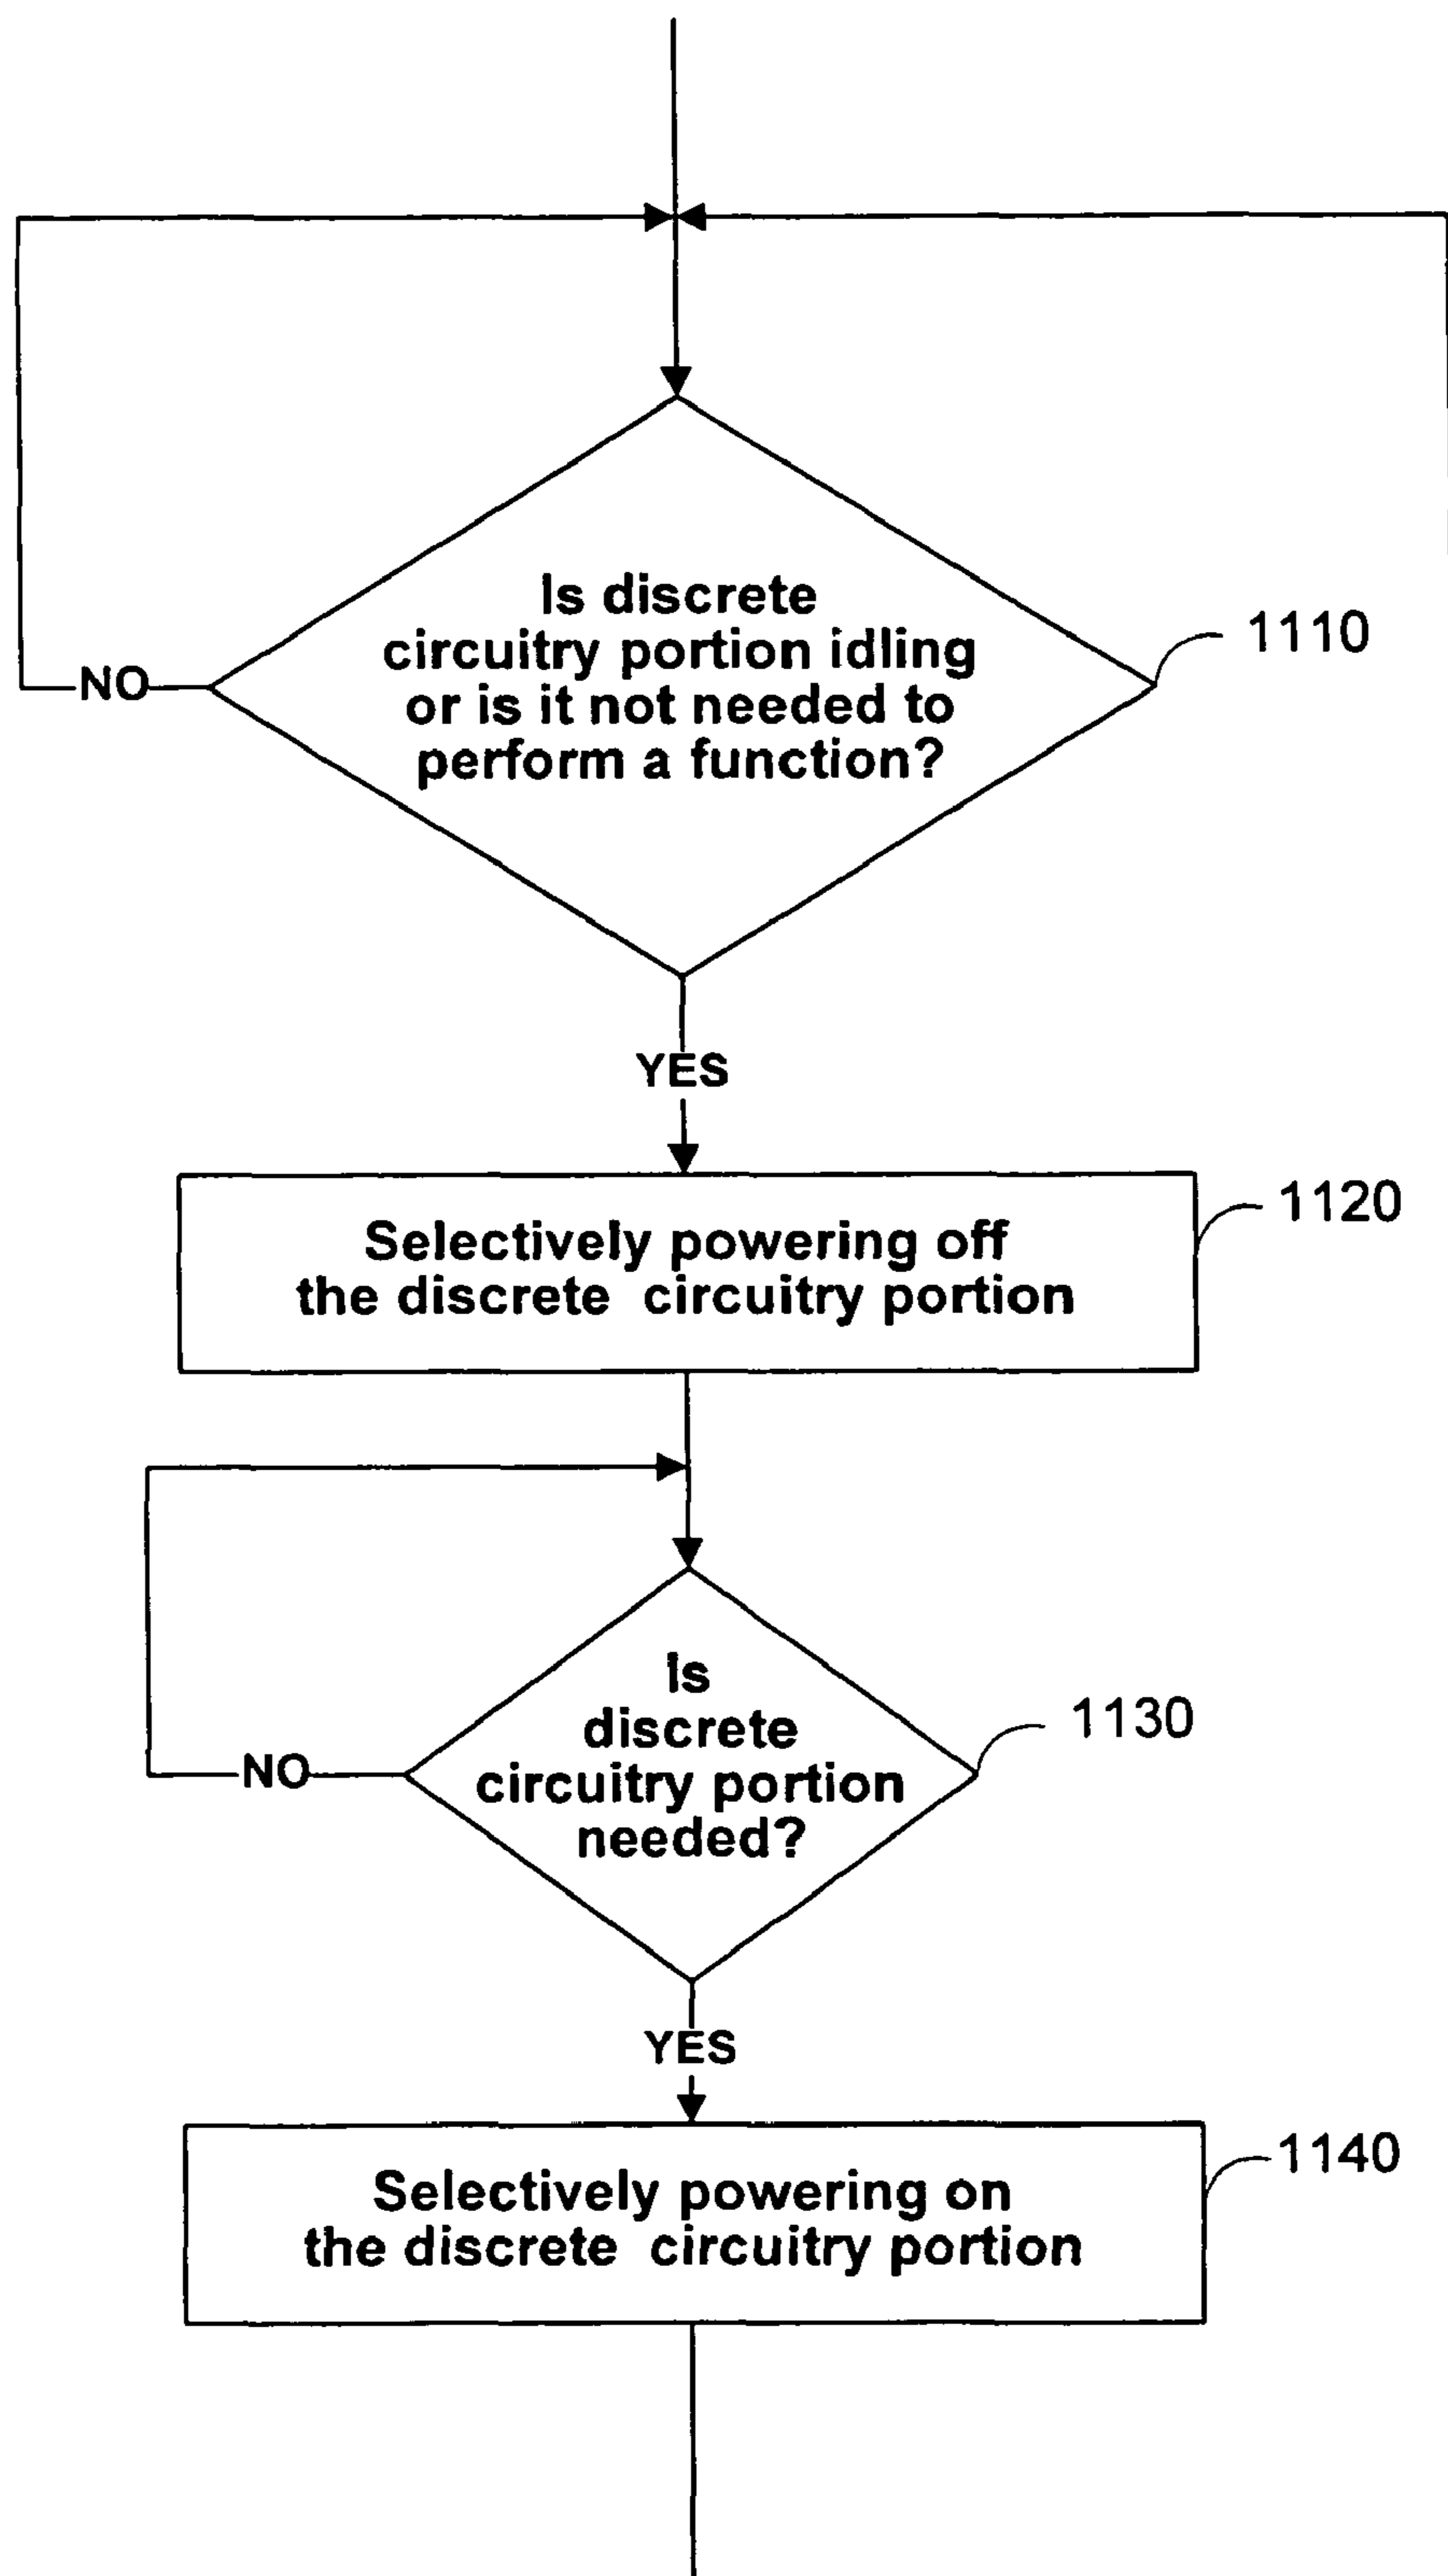 Is discrete
circuitry portion idling
or is it not needed to
perform a function?
1110
NO
YES
Selectively powering off
the discrete circuitry portion
1120
Is
discrete
circuitry portion
needed?
1130
NO
YES
Selectively powering on
the discrete circuitry portion
1140